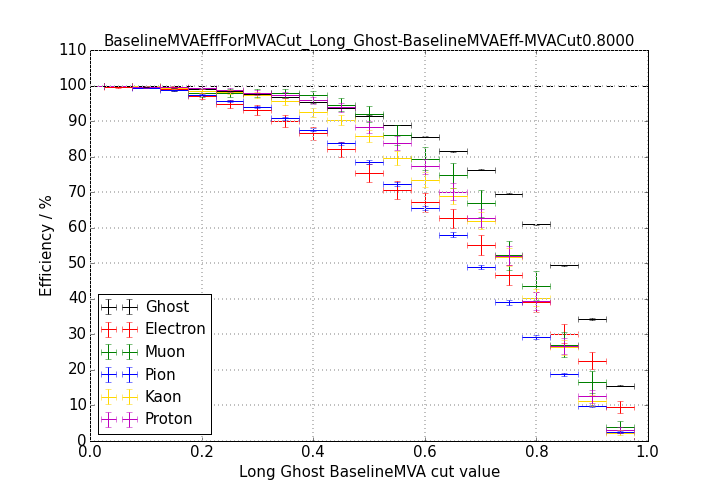 BaselineMVAEffForMVACut_Long_Ghost-BaselineMVAEff-MVACut0.8000
110
100
90
80
70
60
50
40
30
20
10
0
Efficiency / %
Ghost
Electron
Muon
Pion
Kaon
Proton
0.0 0.2 0.4 0.6 0.8 1.0
Long Ghost BaselineMVA cut value